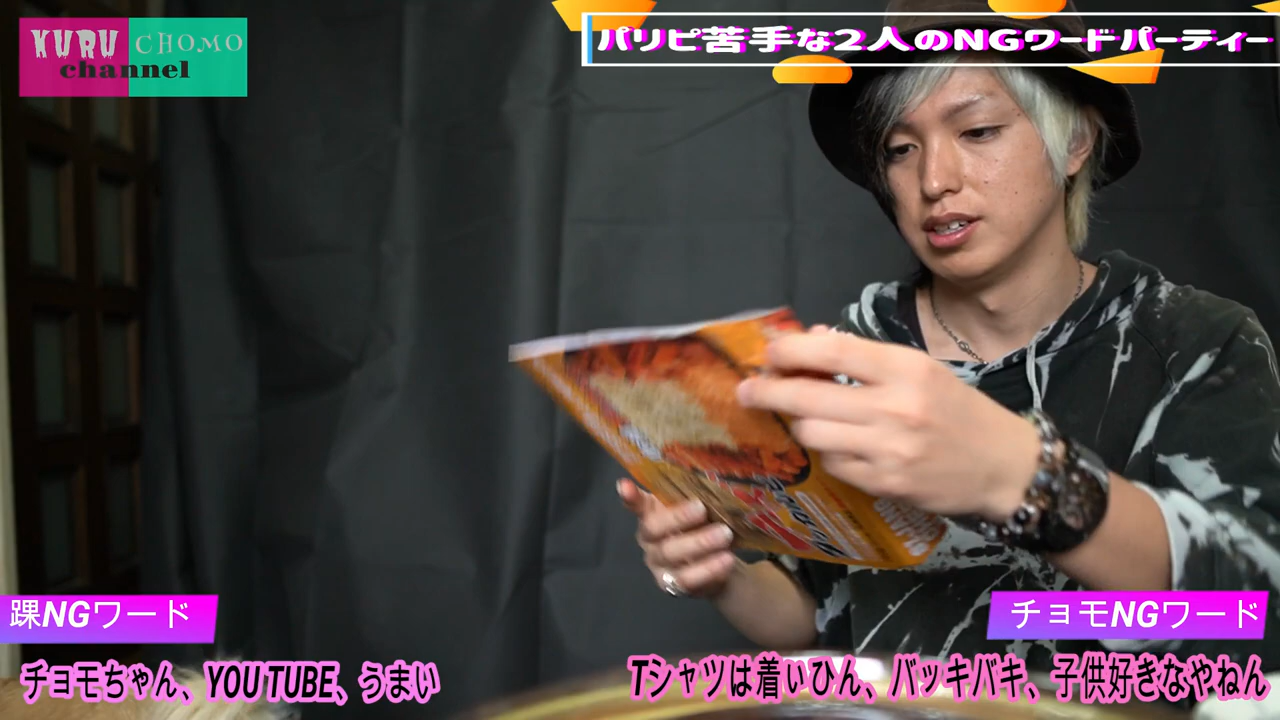 KURU CHOMO
channel
パリピ苦手な2人のNGワードパーティー
踝NGワード
チョモちゃん、YOUTUBE、うまい
チョモNGワード
Tシャツは着ぃひん、バッキバキ、子供好きなやねん